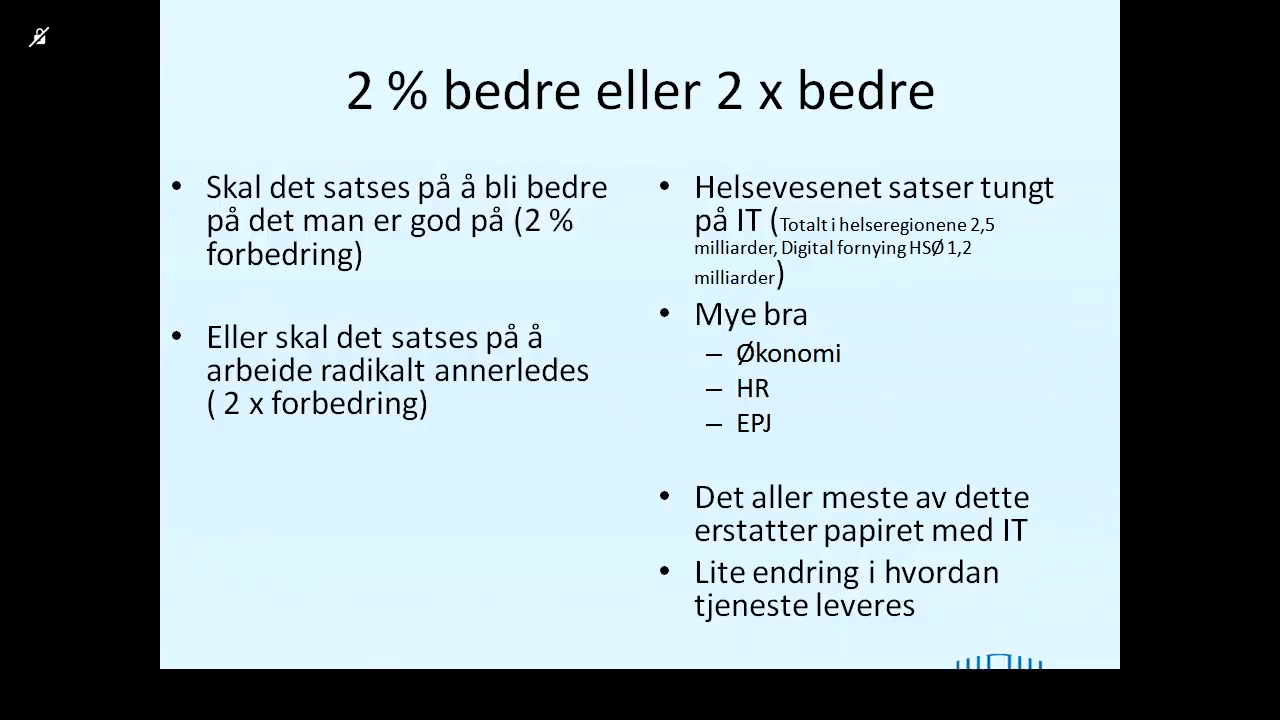 2 % bedre eller 2 x bedre
• Skal det satses på å bli bedre
på det man er god på (2 %
forbedring)
• Eller skal det satses på å
arbeide radikalt annerledes
( 2 x forbedring)
• Helsevesenet satser tungt
på IT (Totalt i helseregionene 2,5
milliarder, Digital fornying HSØ 1,2
milliarder)
• Mye bra
– Økonomi
– HR
– EPJ
• Det aller meste av dette
erstatter papiret med IT
• Lite endring i hvordan
tjeneste leveres